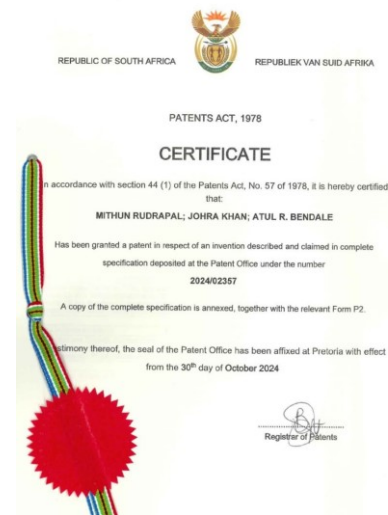 REPUBLIC OF SOUTH AFRICA
REPUBLIEK VAN SUID AFRIKA
PATENTS ACT, 1978
CERTIFICATE
n accordance with section 44 (1) of the Patents Act, No. 57 of 1978, it is hereby certified
that:
MITHUN RUDRAPAL; JOHRA KHAN; ATUL R. BENDALE
Has been granted a patent in respect of an invention described and claimed in complete
specification deposited at the Patent Office under the number
2024/02357
A copy of the complete specification is annexed, together with the relevant Form P2.
estimony thereof, the seal of the Patent Office has been affixed at Pretoria with effect
from the 30th day of October 2024
Registrar of Patents